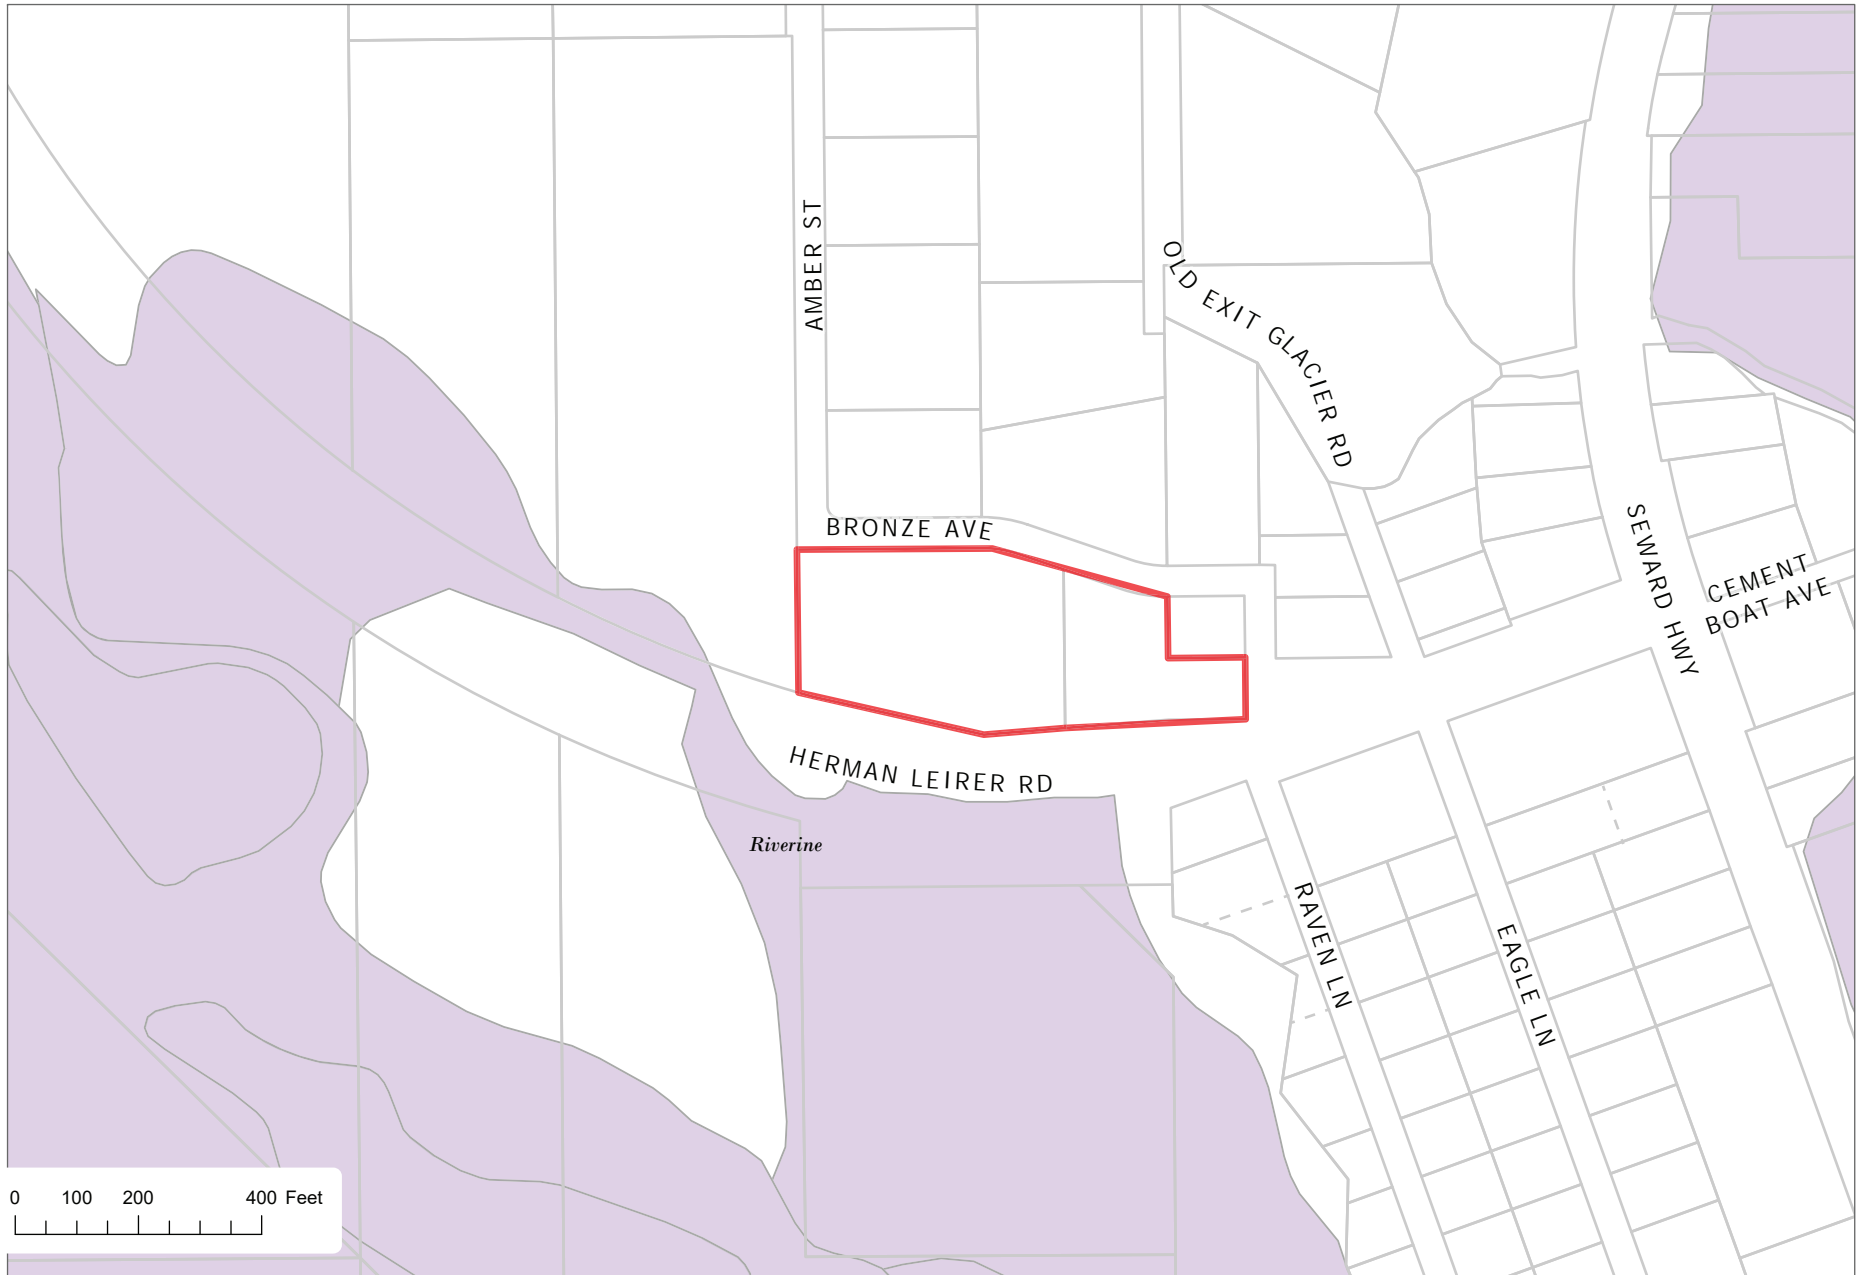 AMBER ST
OLD EXIT GLACIER RD
BRONZE AVE
SEWARD HWY
CEMENT
BOAT AVE
HERMAN LEIRER RD
Riverine
RAVEN LN
EAGLE LN
0 100 200 400 Feet